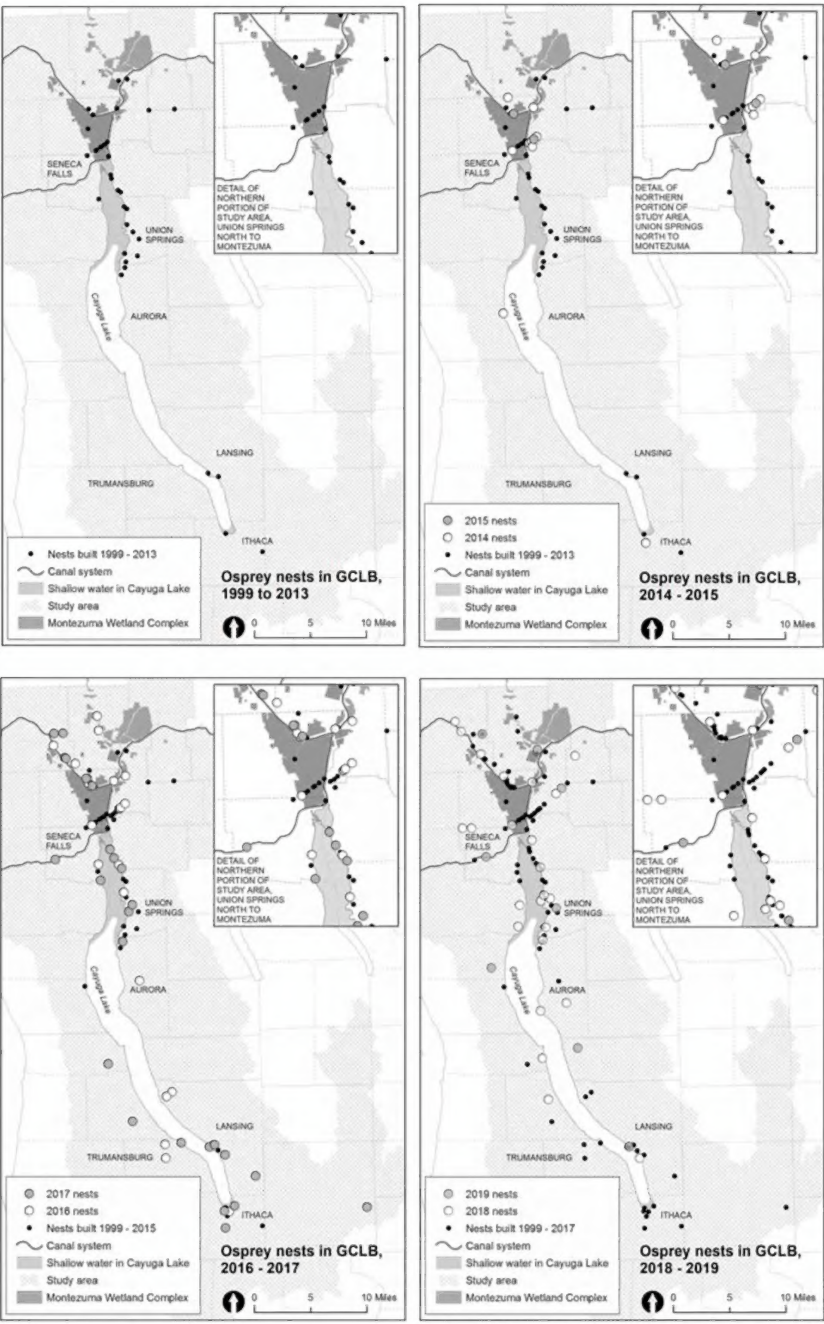 SENECA
FALLS
UNION
SPRINGS
Cayuga Lake
AURORA
LANSING
TRUMANSBURG
ITHACA
DETAIL OF
NORTHERN
PORTION OF
STUDY AREA,
UNION SPRINGS
NORTH TO
MONTEZUMA
Nests built 1999 - 2013
Canal system
Shallow water in Cayuga Lake
Study area
Montezuma Wetland Complex
Osprey nests in GCLB,
1999 to 2013
0 5 10 Miles
SENECA
FALLS
UNION
SPRINGS
Cayuga Lake
AURORA
LANSING
TRUMANSBURG
ITHACA
DETAIL OF
NORTHERN
PORTION OF
STUDY AREA,
UNION SPRINGS
NORTH TO
MONTEZUMA
2015 nests
2014 nests
Nests built 1999 - 2013
Canal system
Shallow water in Cayuga Lake
Study area
Montezuma Wetland Complex
Osprey nests in GCLB,
2014 - 2015
0 5 10 Miles
SENECA
FALLS
UNION
SPRINGS
Cayuga Lake
AURORA
LANSING
TRUMANSBURG
ITHACA
DETAIL OF
NORTHERN
PORTION OF
STUDY AREA,
UNION SPRINGS
NORTH TO
MONTEZUMA
2017 nests
2016 nests
Nests built 1999 - 2015
Canal system
Shallow water in Cayuga Lake
Study area
Montezuma Wetland Complex
Osprey nests in GCLB,
2016 - 2017
0 5 10 Miles
SENECA
FALLS
UNION
SPRINGS
Cayuga Lake
AURORA
LANSING
TRUMANSBURG
ITHACA
DETAIL OF
NORTHERN
PORTION OF
STUDY AREA,
UNION SPRINGS
NORTH TO
MONTEZUMA
2019 nests
2018 nests
Nests built 1999 - 2017
Canal system
Shallow water in Cayuga Lake
Study area
Montezuma Wetland Complex
Osprey nests in GCLB,
2018 - 2019
0 5 10 Miles